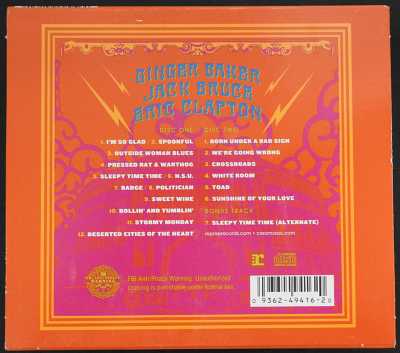 GINGER BAKER
JACK BRUCE
ERIC CLAPTON
DISC ONE
1. I'M SO GLAD / 2. SPOONFUL
3. OUTSIDE WOMAN BLUES
4. PRESSED RAT & WARTHOG
5. SLEEPY TIME TIME / 6. N.S.U.
7. BADGE / 8. POLITICIAN
9. SWEET WINE
10. ROLLIN' AND TUMBLIN'
11. STORMY MONDAY
12. DESERTED CITIES OF THE HEART
DISC TWO
1. BORN UNDER A BAD SIGN
2. WE'RE GOING WRONG
3. CROSSROADS
4. WHITE ROOM
5. TOAD
6. SUNSHINE OF YOUR LOVE
BONUS TRACK
7. SLEEPY TIME TIME (ALTERNATE)
FBI Anti-Piracy Warning: Unauthorized
copying is punishable under federal law.
0 93624-9416-2 0